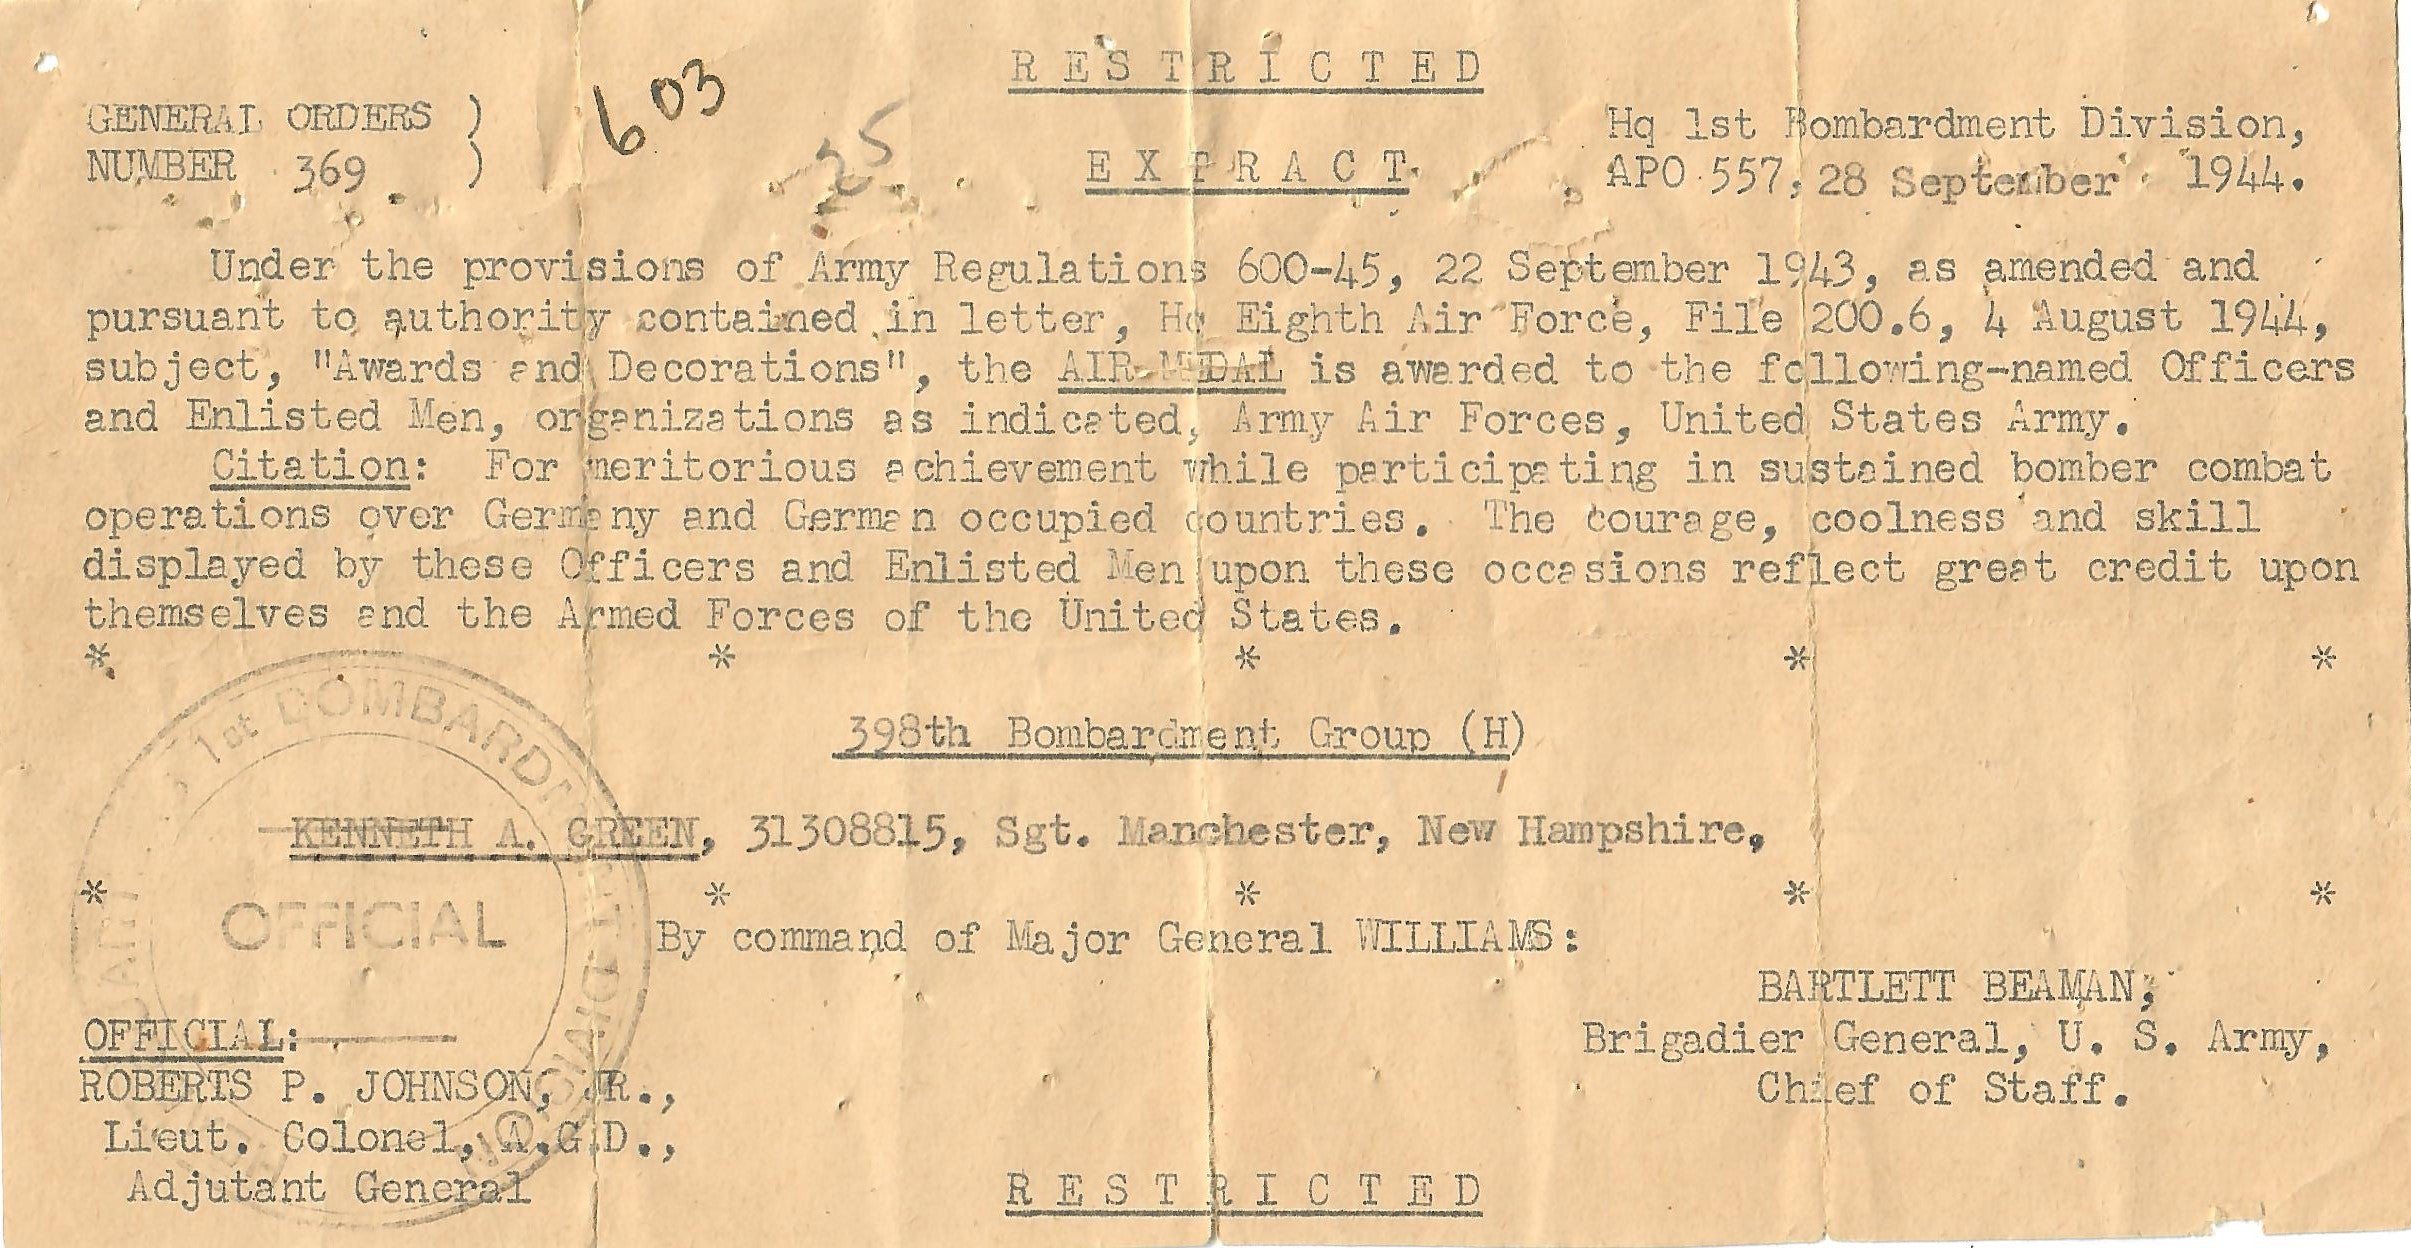 R E S T R I C T E D
GENERAL ORDERS )
NUMBER 369 )
603
25
E X T R A C T
Hq 1st Bombardment Division,
APO 557, 28 September 1944.
Under the provisions of Army Regulations 600-45, 22 September 1943, as amended and
pursuant to authority contained in letter, Hq Eighth Air Force, File 200.6, 4 August 1944,
subject, "Awards and Decorations", the AIR MEDAL is awarded to the following-named Officers
and Enlisted Men, organizations as indicated, Army Air Forces, United States Army.
Citation: For meritorious achievement while participating in sustained bomber combat
operations over Germany and German occupied countries. The courage, coolness and skill
displayed by these Officers and Enlisted Men upon these occasions reflect great credit upon
themselves and the Armed Forces of the United States.
* * * * *
398th Bombardment Group (H)
KENNETH A. GREEN, 31308815, Sgt. Manchester, New Hampshire,
* * * * *
By command of Major General WILLIAMS:
BARTLETT BEAMAN,
Brigadier General, U. S. Army,
Chief of Staff.
1st BOMBARDMENT DIVISION
OFFICIAL
OFFICIAL:
ROBERTS P. JOHNSON, JR.,
Lieut. Colonel, A.G.D.,
Adjutant General
R E S T R I C T E D